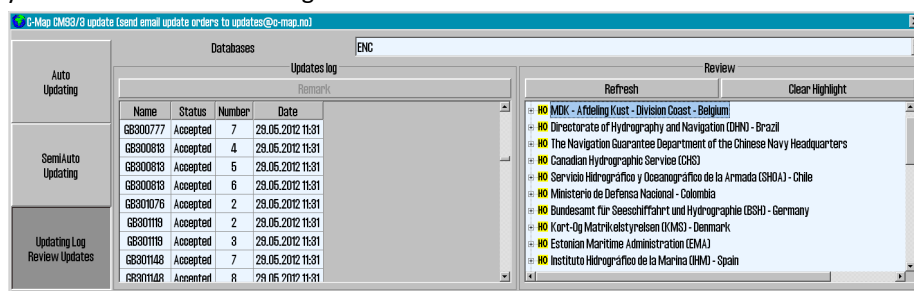 C-Map CM93/3 update (send email update orders to updates@c-map.no)
Auto
Updating
SemiAuto
Updating
Updating Log
Review Updates
Databases
ENC
Updates log
Remark
Name Status Number Date
GB300777 Accepted 7 29.05.2012 11:31
GB300813 Accepted 4 29.05.2012 11:31
GB300813 Accepted 5 29.05.2012 11:31
GB300813 Accepted 6 29.05.2012 11:31
GB301076 Accepted 2 29.05.2012 11:31
GB301119 Accepted 2 29.05.2012 11:31
GB301119 Accepted 3 29.05.2012 11:31
GB301148 Accepted 7 29.05.2012 11:31
GB301148 Accepted 8 29.05.2012 11:31
Review
Refresh Clear Highlight
HO MDK - Afdeling Kust - Division Coast - Belgium
HO Directorate of Hydrography and Navigation (DHN) - Brazil
HO The Navigation Guarantee Department of the Chinese Navy Headquarters
HO Canadian Hydrographic Service (CHS)
HO Servicio Hidrográfico y Oceanográfico de la Armada (SHOA) - Chile
HO Ministerio de Defensa Nacional - Colombia
HO Bundesamt für Seeschiffahrt und Hydrographie (BSH) - Germany
HO Kort-Og Matrikelstyrelsen (KMS) - Denmark
HO Estonian Maritime Administration (EMA)
HO Instituto Hidrográfico de la Marina (IHM) - Spain